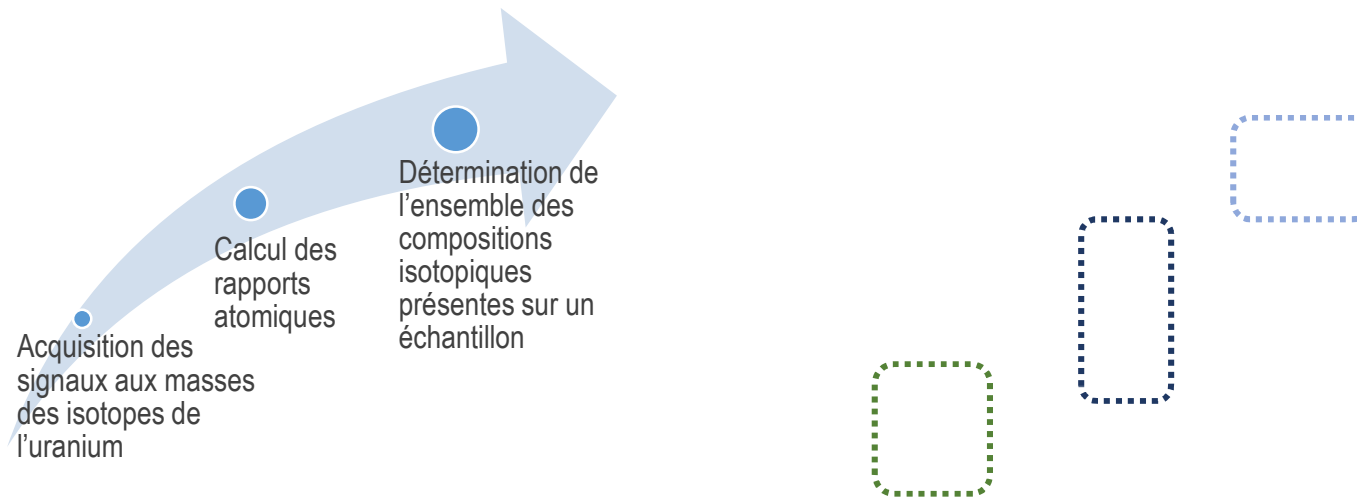 Acquisition des
signaux aux masses
des isotopes de
l’uranium
Calcul des
rapports
atomiques
Détermination de
l’ensemble des
compositions
isotopiques
présentes sur un
échantillon